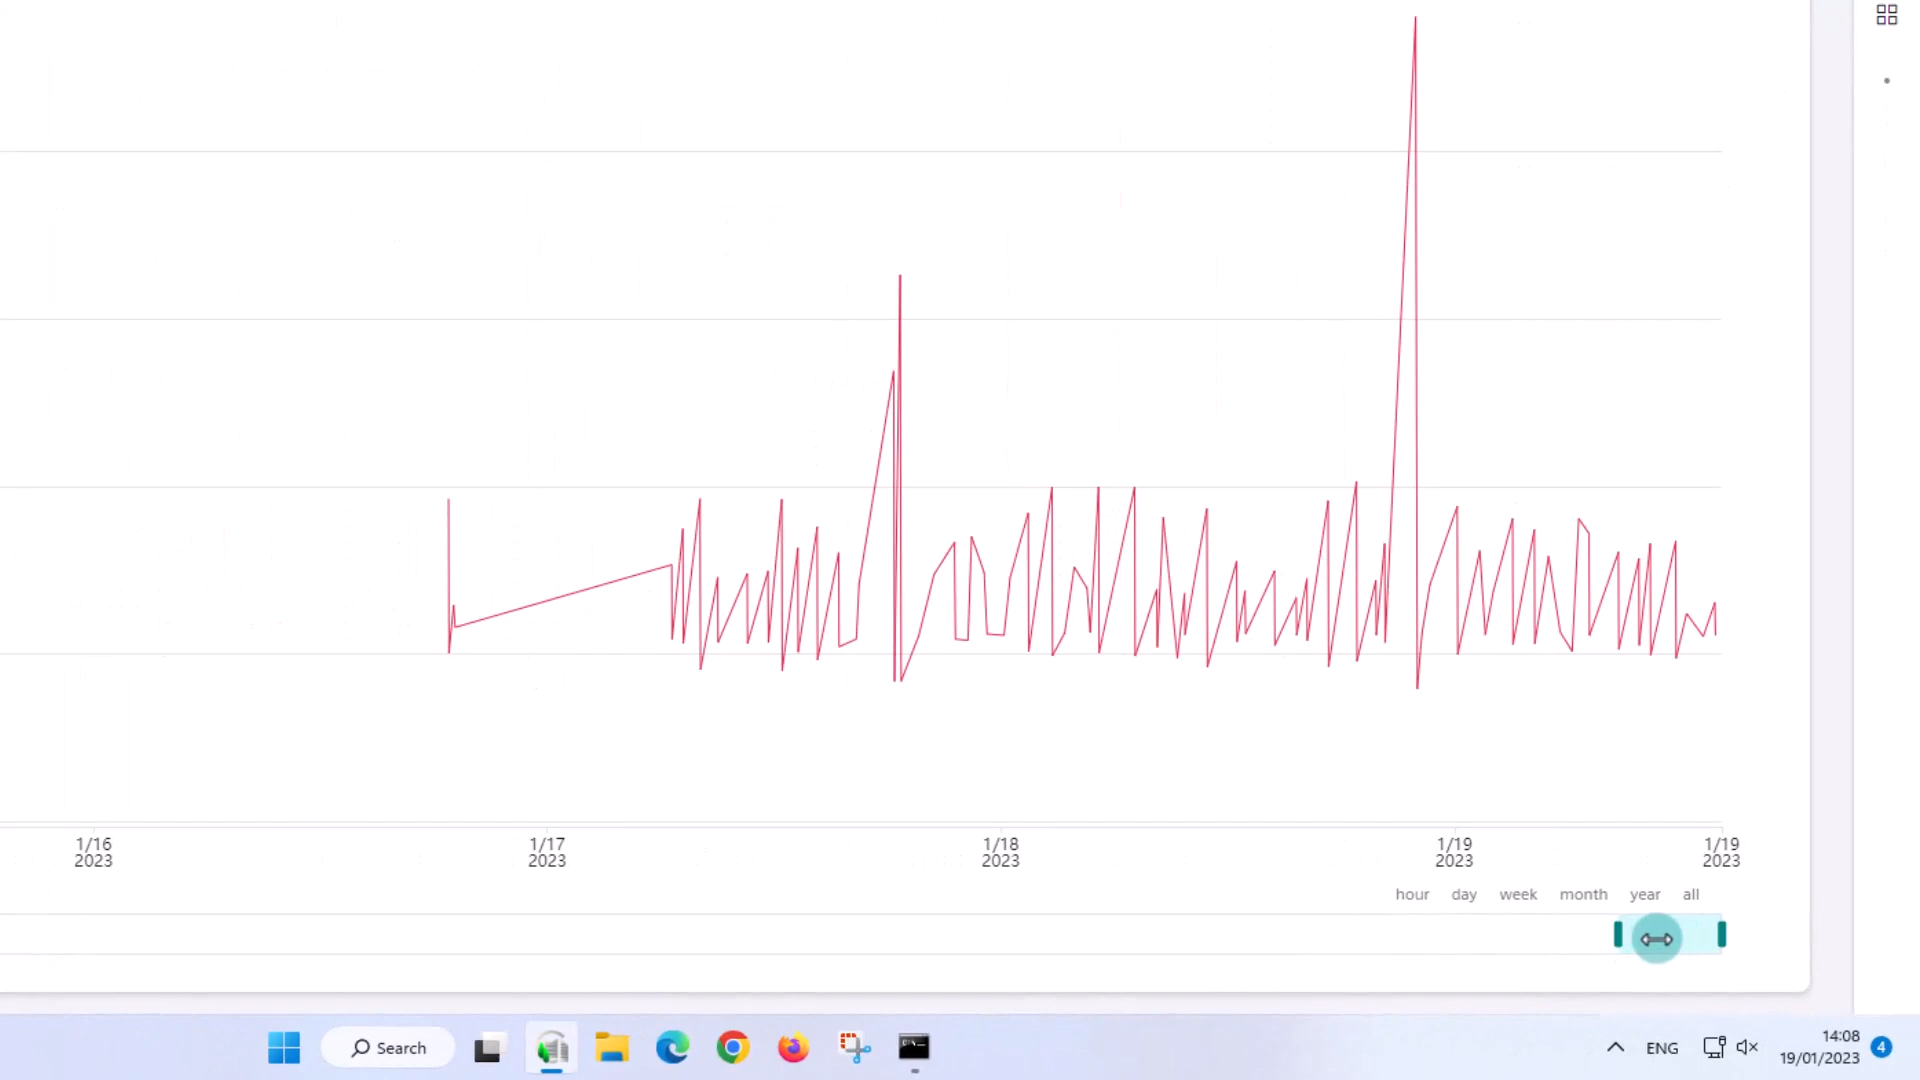 1/16 1/17 1/18 1/19 1/19
2023 2023 2023 2023 2023
hour day week month year all
Search
ENG
14:08
19/01/2023
4